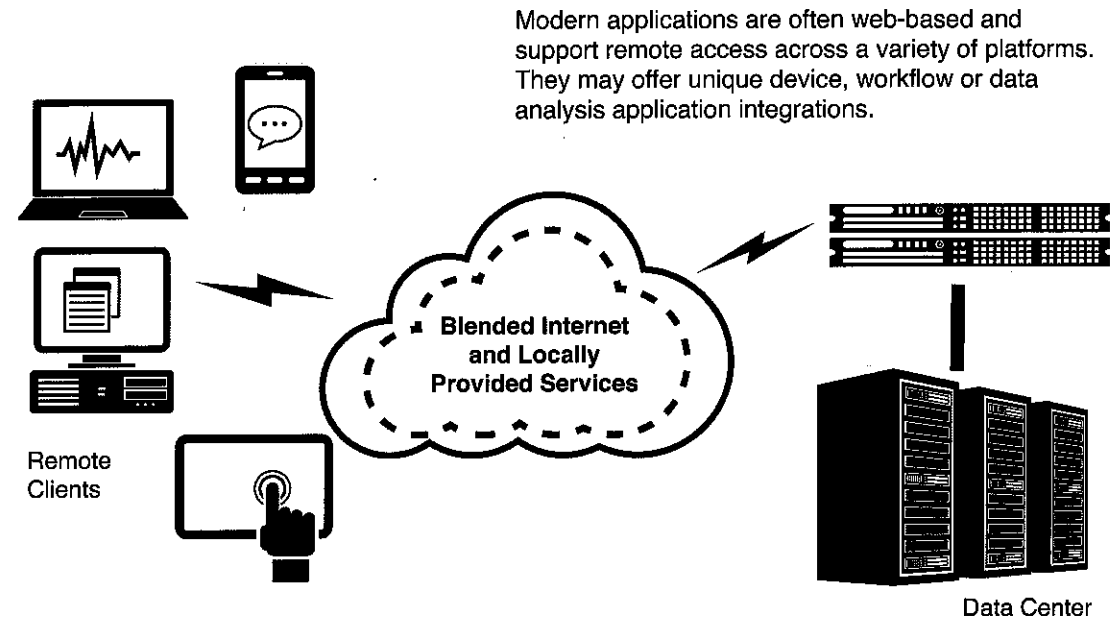 Modern applications are often web-based and
support remote access across a variety of platforms.
They may offer unique device, workflow or data
analysis application integrations.
Blended Internet
and Locally
Provided Services
Remote
Clients
Data Center